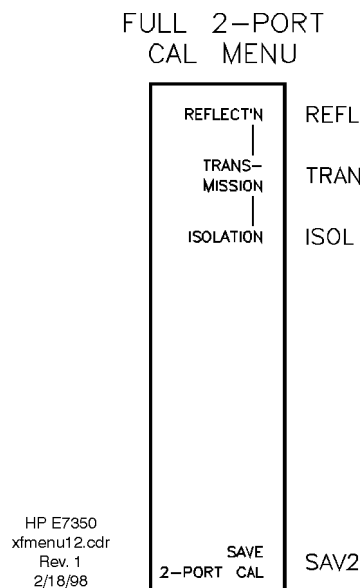 FULL 2-PORT
CAL MENU
REFLECT'N
REFL
TRANS-
MISSION
TRAN
ISOLATION
ISOL
HP E7350
xfmenu12.cdr
Rev. 1
2/18/98
SAVE
2-PORT CAL
SAV2